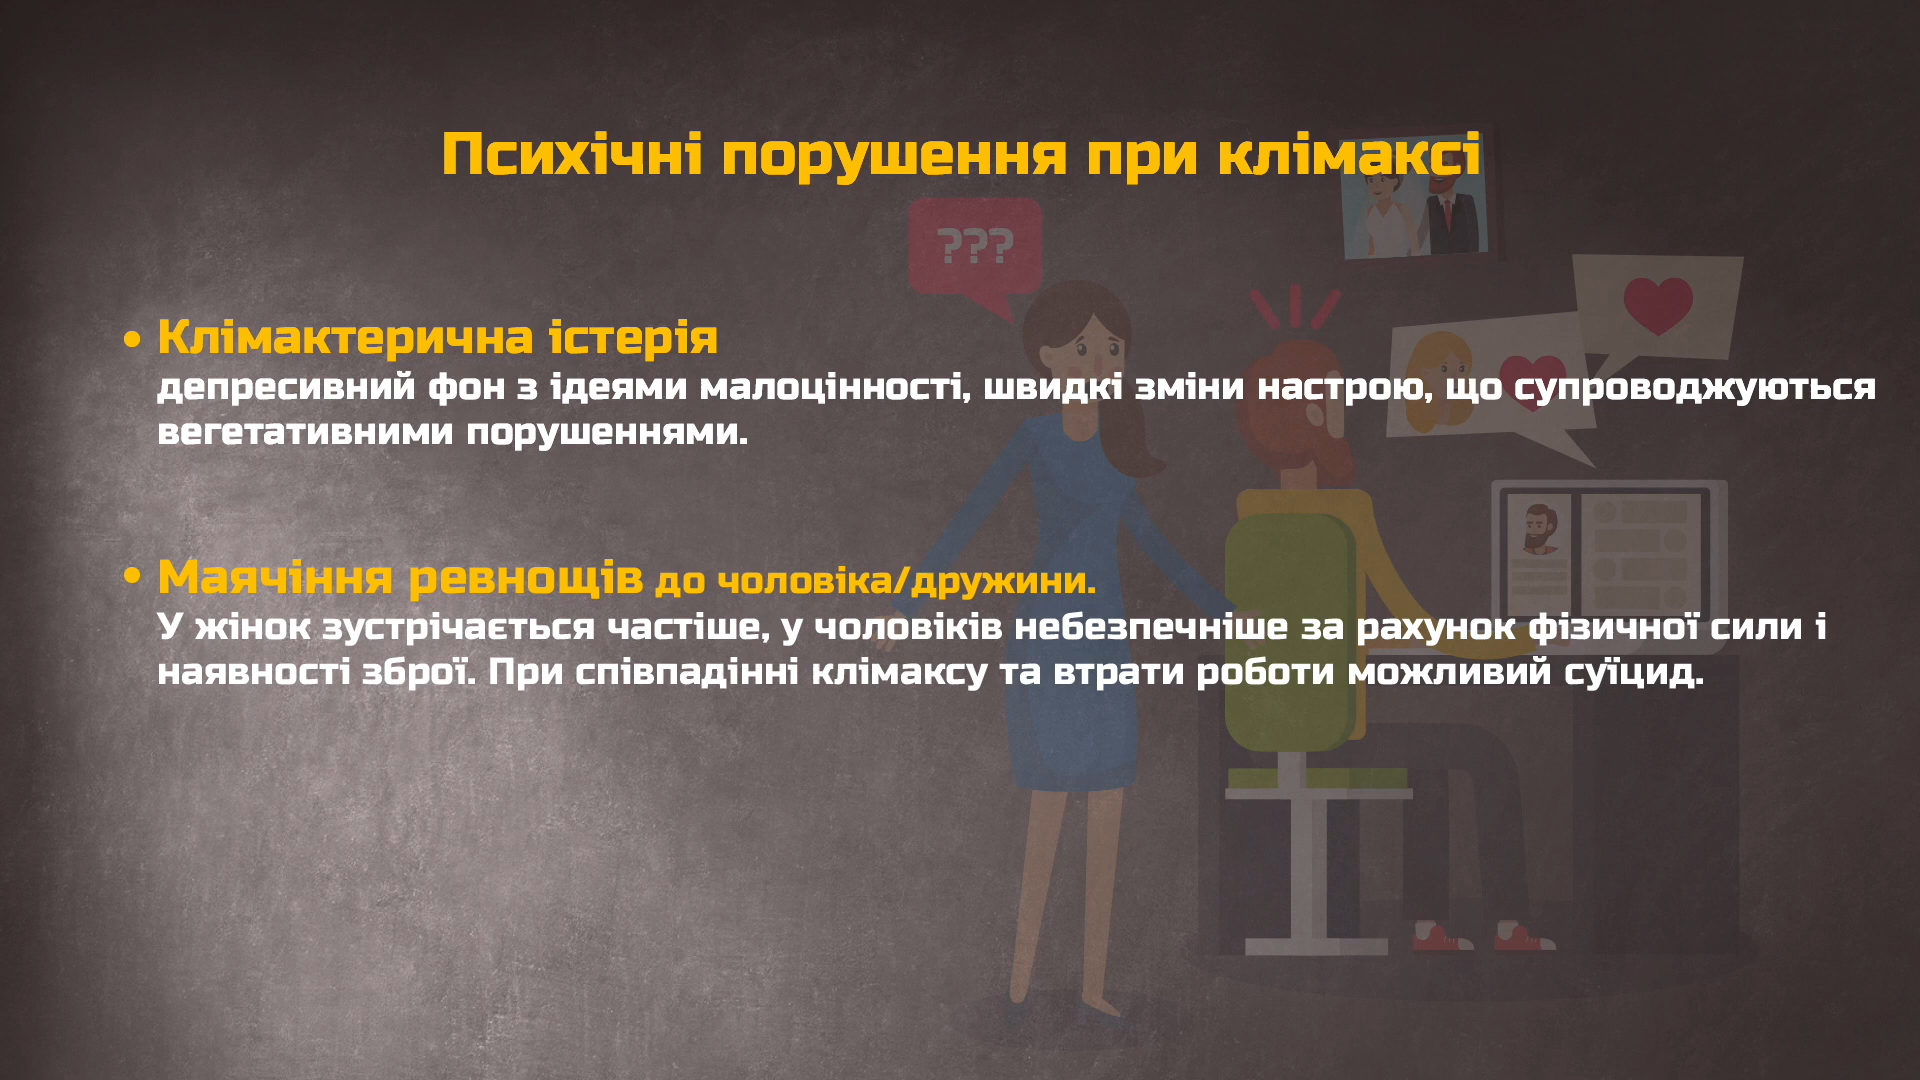 Психічні порушення при клімаксі
???
• Клімактерична істерія
депресивний фон з ідеями малоцінності, швидкі зміни настрою, що супроводжуються
вегетативними порушеннями.
• Маячіння ревнощів до чоловіка/дружини.
У жінок зустрічається частіше, у чоловіків небезпечніше за рахунок фізичної сили і
наявності зброї. При співпадінні клімаксу та втрати роботи можливий суїцид.